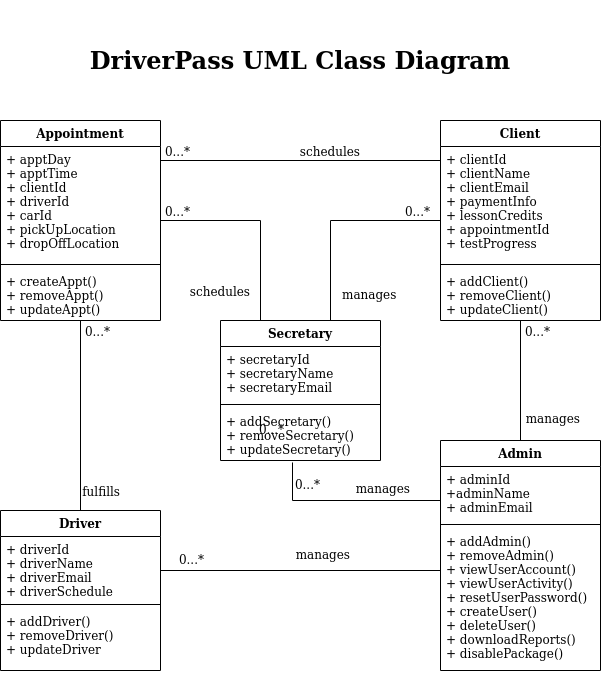 DriverPass UML Class Diagram
Appointment
+ apptDay
+ apptTime
+ clientId
+ driverId
+ carId
+ pickUpLocation
+ dropOffLocation
+ createAppt()
+ removeAppt()
+ updateAppt()
0...*
schedules
Client
+ clientId
+ clientName
+ clientEmail
+ paymentInfo
+ lessonCredits
+ appointmentId
+ testProgress
+ addClient()
+ removeClient()
+ updateClient()
0...*
0...*
schedules
manages
0...*
0...*
Secretary
+ secretaryId
+ secretaryName
+ secretaryEmail
+ addSecretary()
0...*
+ removeSecretary()
+ updateSecretary()
manages
0...*
manages
fulfills
Driver
+ driverId
+ driverName
+ driverEmail
+ driverSchedule
+ addDriver()
+ removeDriver()
+ updateDriver
0...*
manages
Admin
+ adminId
+adminName
+ adminEmail
+ addAdmin()
+ removeAdmin()
+ viewUserAccount()
+ viewUserActivity()
+ resetUserPassword()
+ createUser()
+ deleteUser()
+ downloadReports()
+ disablePackage()